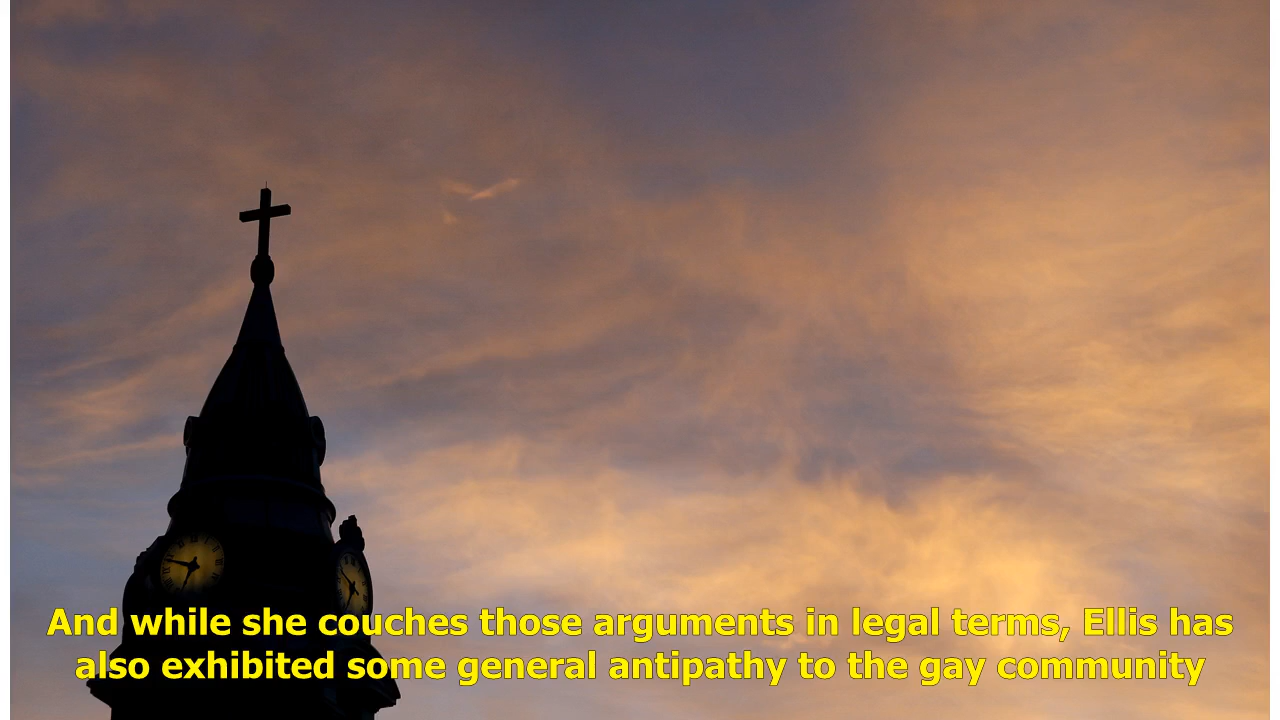 And while she couches those arguments in legal terms, Ellis has
also exhibited some general antipathy to the gay community